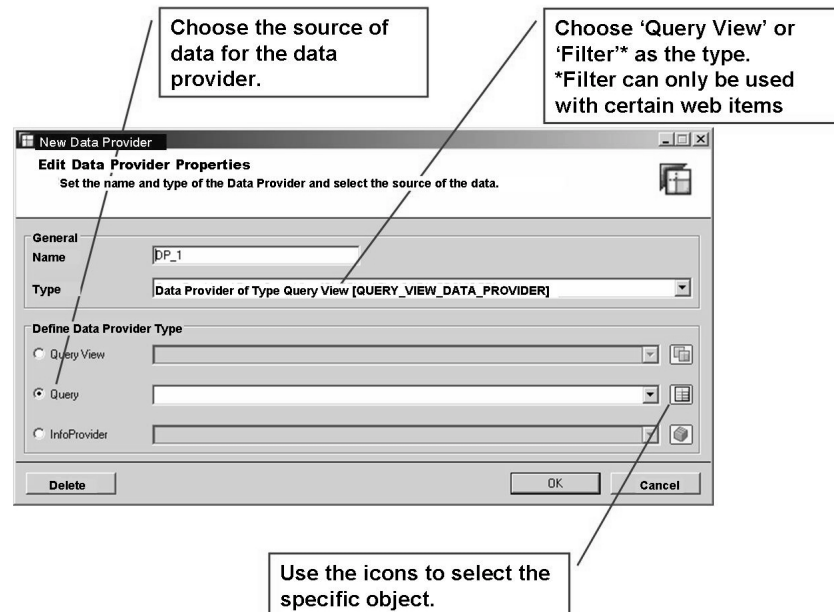 Choose the source of
data for the data
provider.
Choose ‘Query View’ or
‘Filter’* as the type.
*Filter can only be used
with certain web items
New Data Provider
Edit Data Provider Properties
Set the name and type of the Data Provider and select the source of the data.
General
Name
DP_1
Type
Data Provider of Type Query View [QUERY_VIEW_DATA_PROVIDER]
Define Data Provider Type
Query View
Query
InfoProvider
Delete
OK
Cancel
Use the icons to select the
specific object.